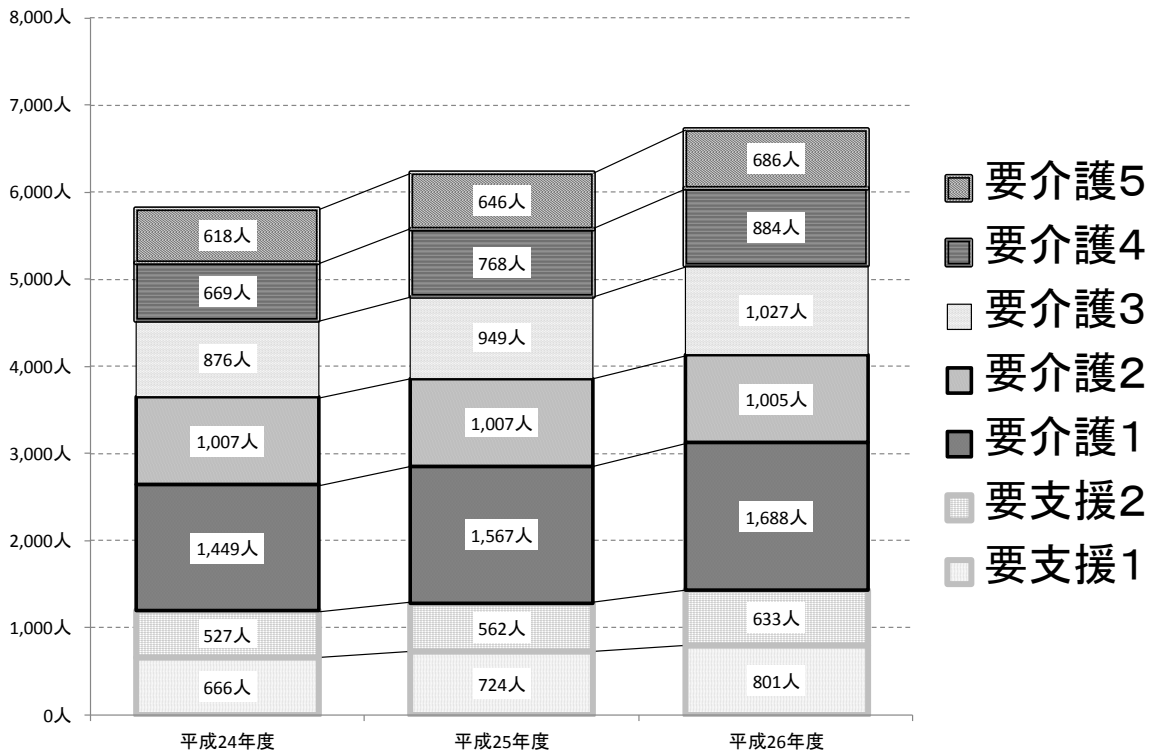 8,000人
7,000人
6,000人
5,000人
4,000人
3,000人
2,000人
1,000人
0人
618人
669人
876人
1,007人
1,449人
527人
666人
646人
768人
949人
1,007人
1,567人
562人
724人
686人
884人
1,027人
1,005人
1,688人
633人
801人
平成24年度
平成25年度
平成26年度
要介護5
要介護4
要介護3
要介護2
要介護1
要支援2
要支援1